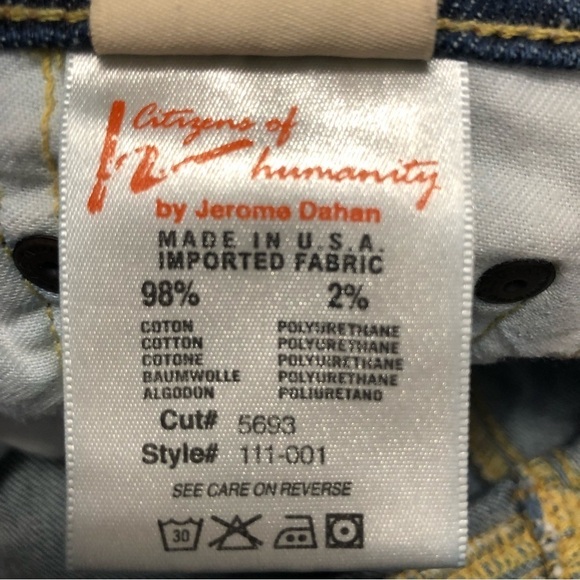 Citizens of
humanity
by Jerome Dahan
MADE IN U.S.A.
IMPORTED FABRIC
98% 2%
COTON POLYURETHANE
COTTON POLYURETHANE
COTONE POLYURETHANE
BAUMWOLLE POLYURETHANE
ALGODON POLIURETANO
Cut# 5693
Style# 111-001
SEE CARE ON REVERSE
30